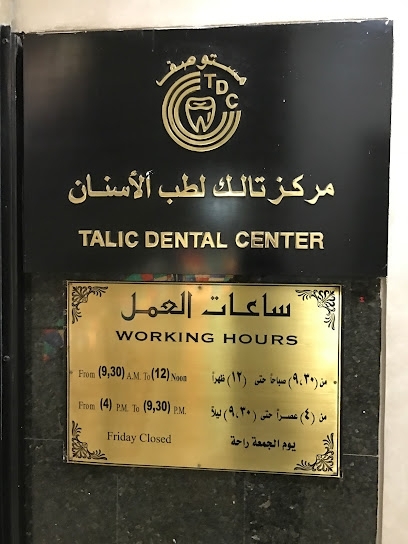 مستوصف
TDC
مركز تالك لطب الأسنان
TALIC DENTAL CENTER
ساعات العمل
WORKING HOURS
From (9,30) A.M. To (12) Noon
من (٩,٣٠) صباحاً حتى (١٢) ظهراً
From (4) P.M. To (9,30) P.M.
من (٤) عصراً حتى (٩,٣٠) ليلاً
Friday Closed
يوم الجمعة راحة